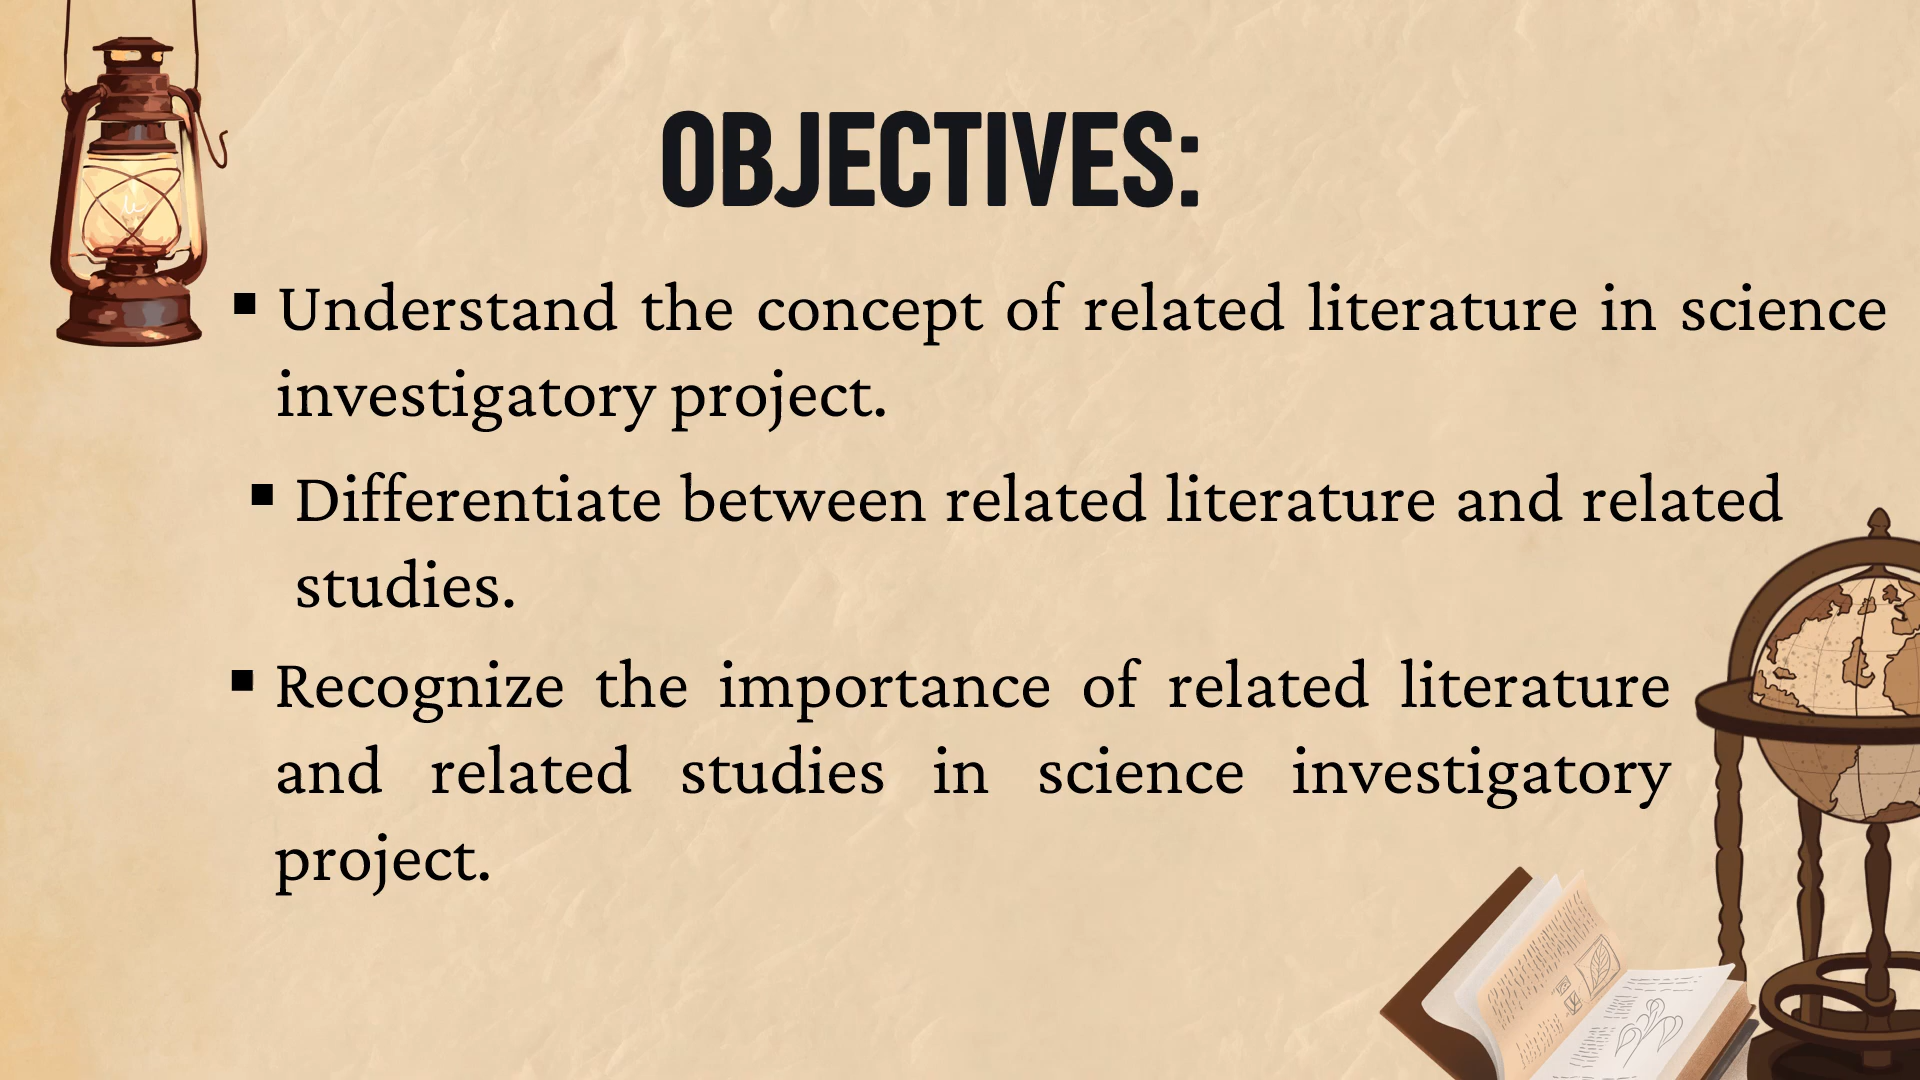 OBJECTIVES:
▪ Understand the concept of related literature in science
investigatory project.
▪ Differentiate between related literature and related
studies.
▪ Recognize the importance of related literature
and related studies in science investigatory
project.